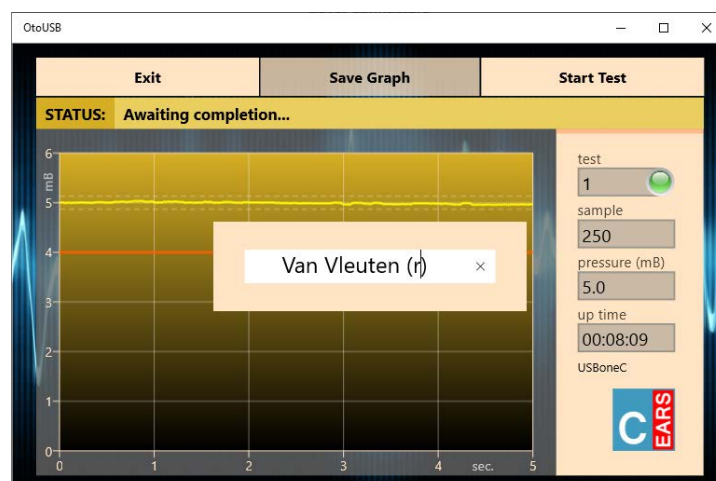 OtoUSB
Exit
Save Graph
Start Test
STATUS: Awaiting completion...
6
mB
5
4
3
2
1
0
0 1 2 3 4 sec. 5
Van Vleuten (r) ×
test
1
sample
250
pressure (mB)
5.0
up time
00:08:09
USBoneC
C EARS